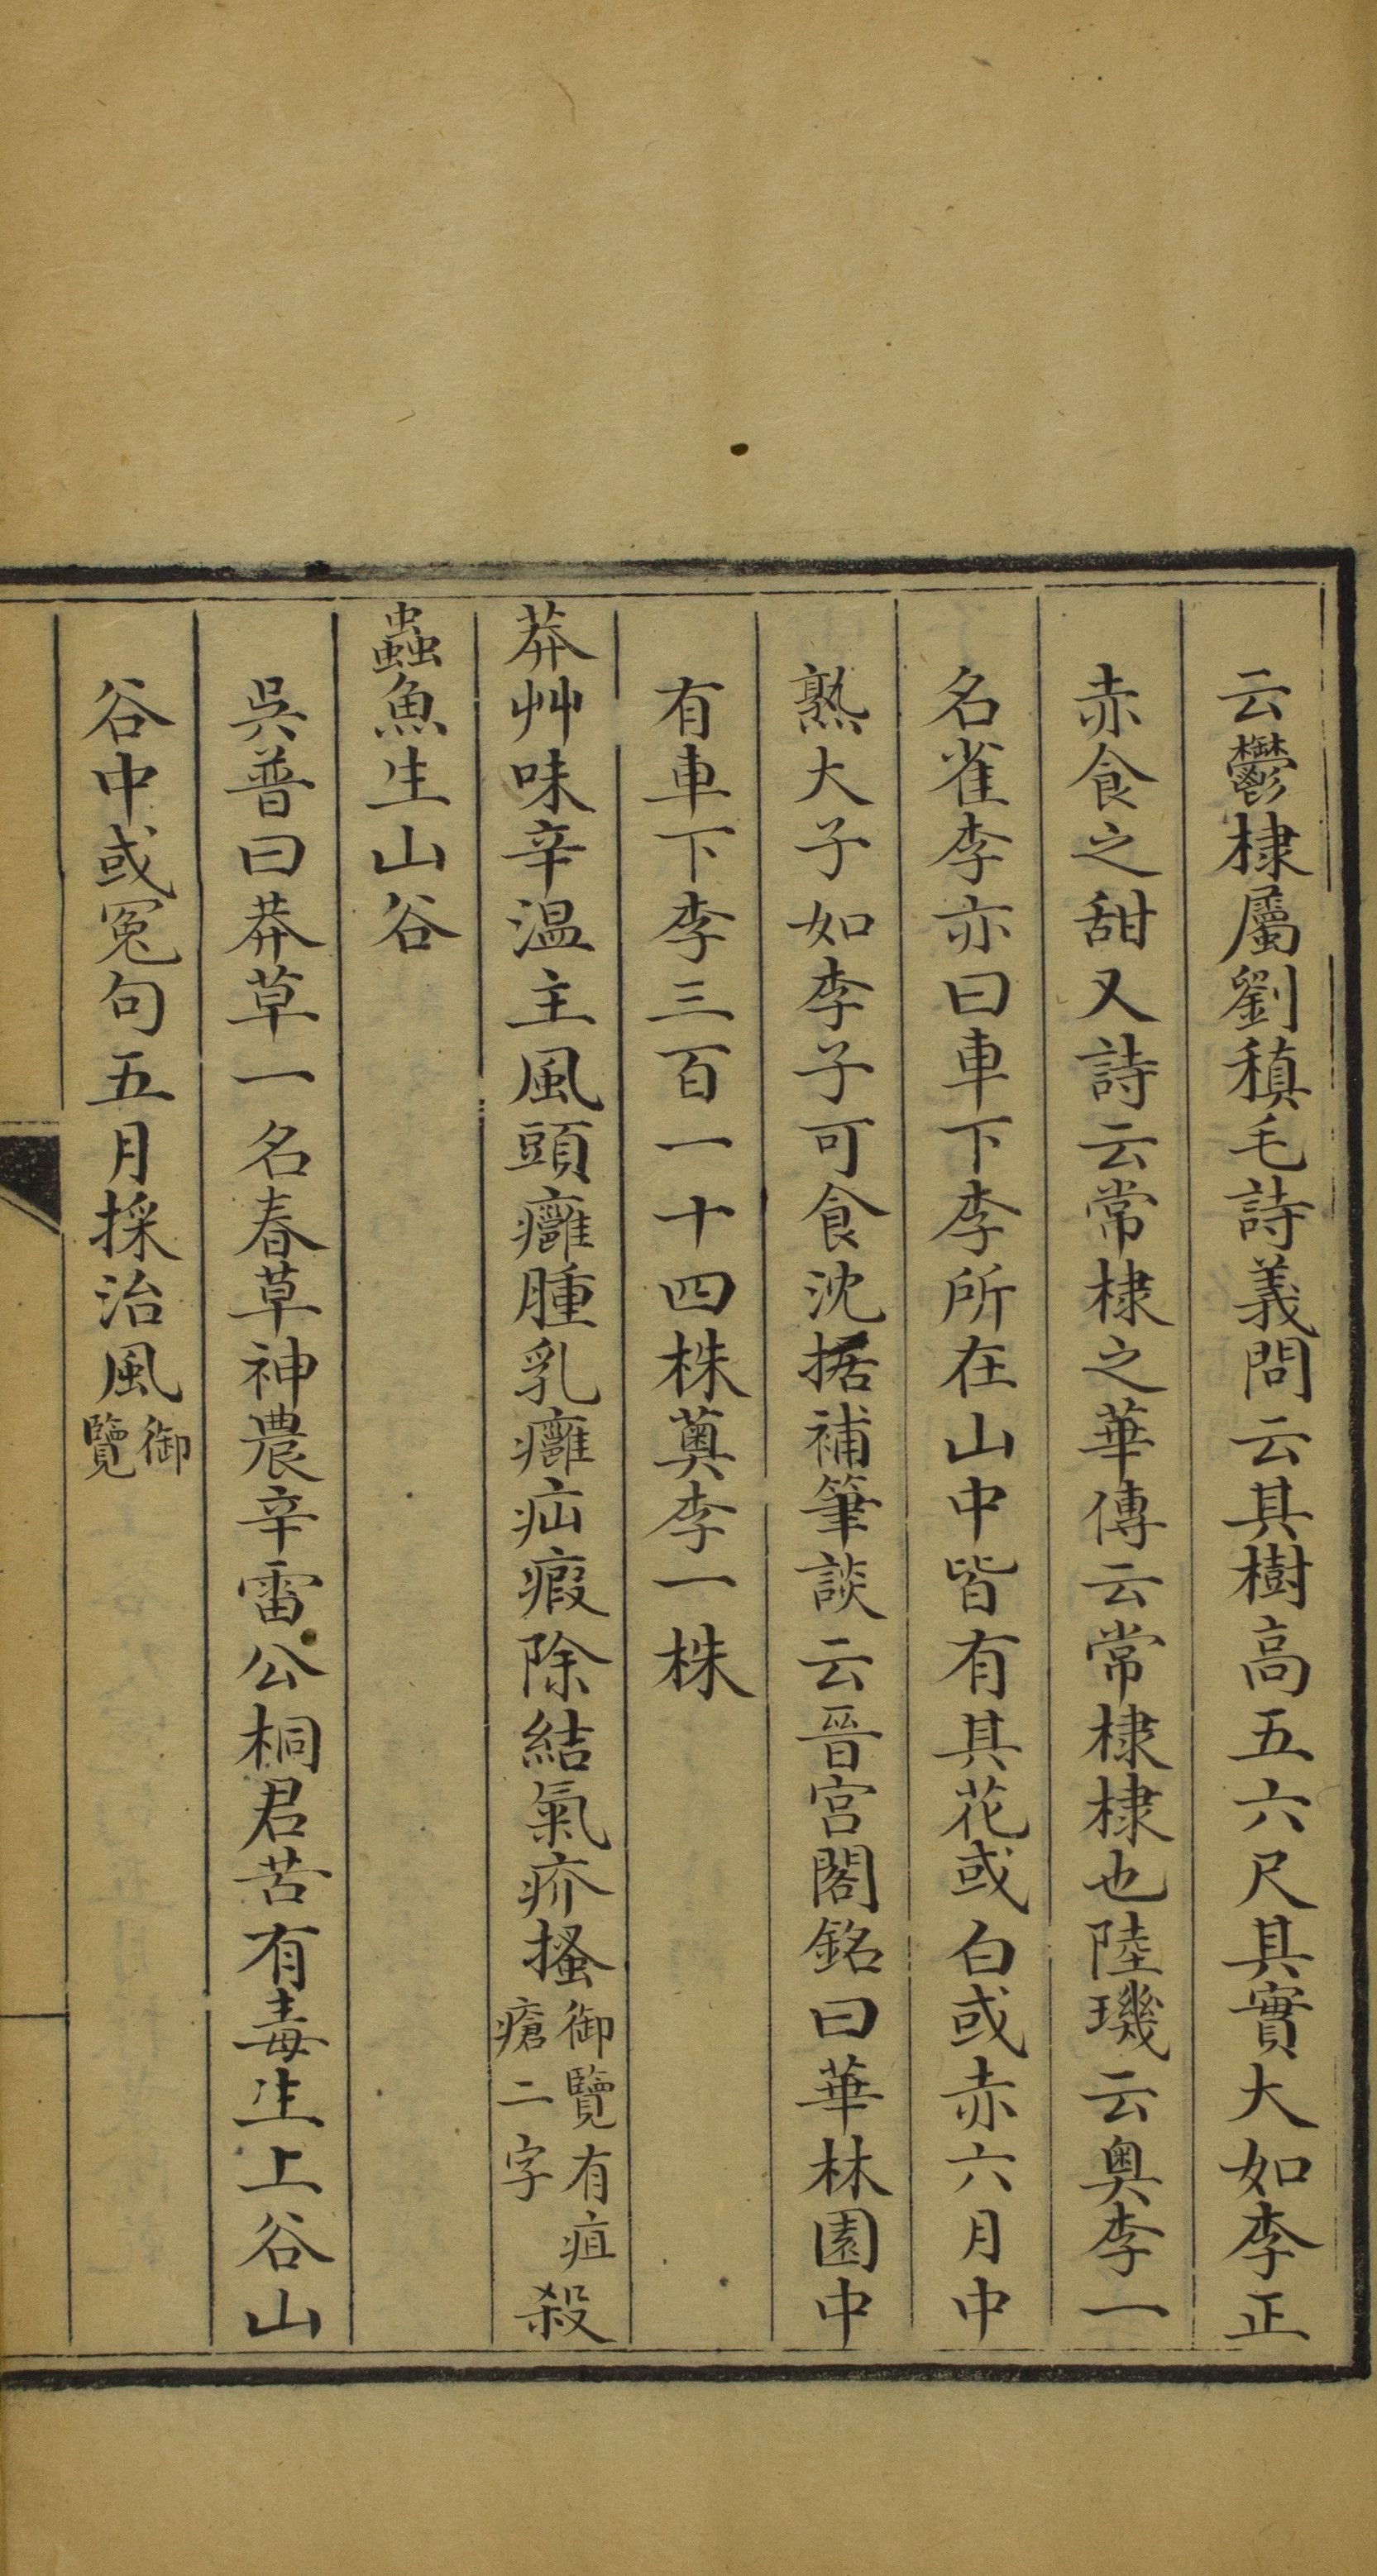 云鬱棣屬劉稹毛詩義問云其樹高五六尺其實大如李正
赤食之甜又詩云常棣之華傳云常棣棣也陸璣云奥李一
名雀李亦曰車下李所在山中皆有其花或白或赤六月中
熟大子如李子可食沈括補筆談云晉宮閣銘曰華林園中
有車下李三百一十四株薁李一株
莽艸味辛温主風頭癰腫乳癰疝瘕除結氣疥搔御覽有疽瘡二字殺
蟲魚生山谷
吳普曰莽草一名春草神農辛雷公桐君苦有毒生上谷山
谷中或冤句五月採治風御覽